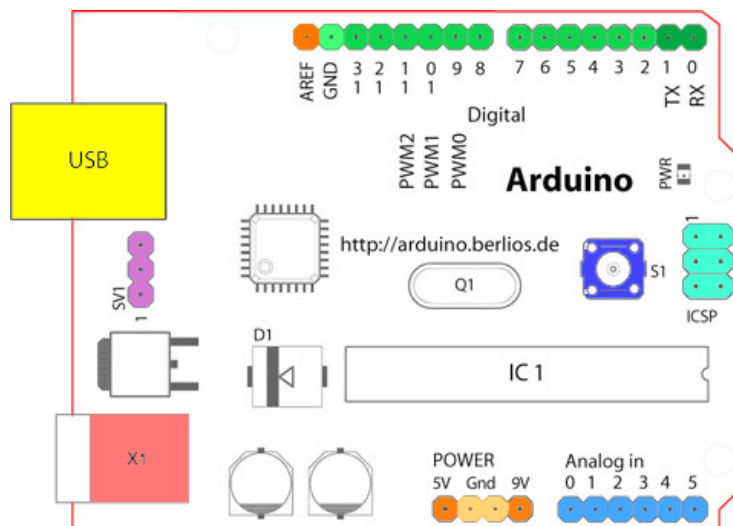 AREF GND 13 12 11 10 9 8 7 6 5 4 3 2 1 0
TX RX
Digital
PWM2 PWM1 PWM0
Arduino
PWR
USB
http://arduino.berlios.de
1
SV1
1
Q1
S1
ICSP
D1
IC 1
X1
POWER
5V Gnd 9V
Analog in
0 1 2 3 4 5